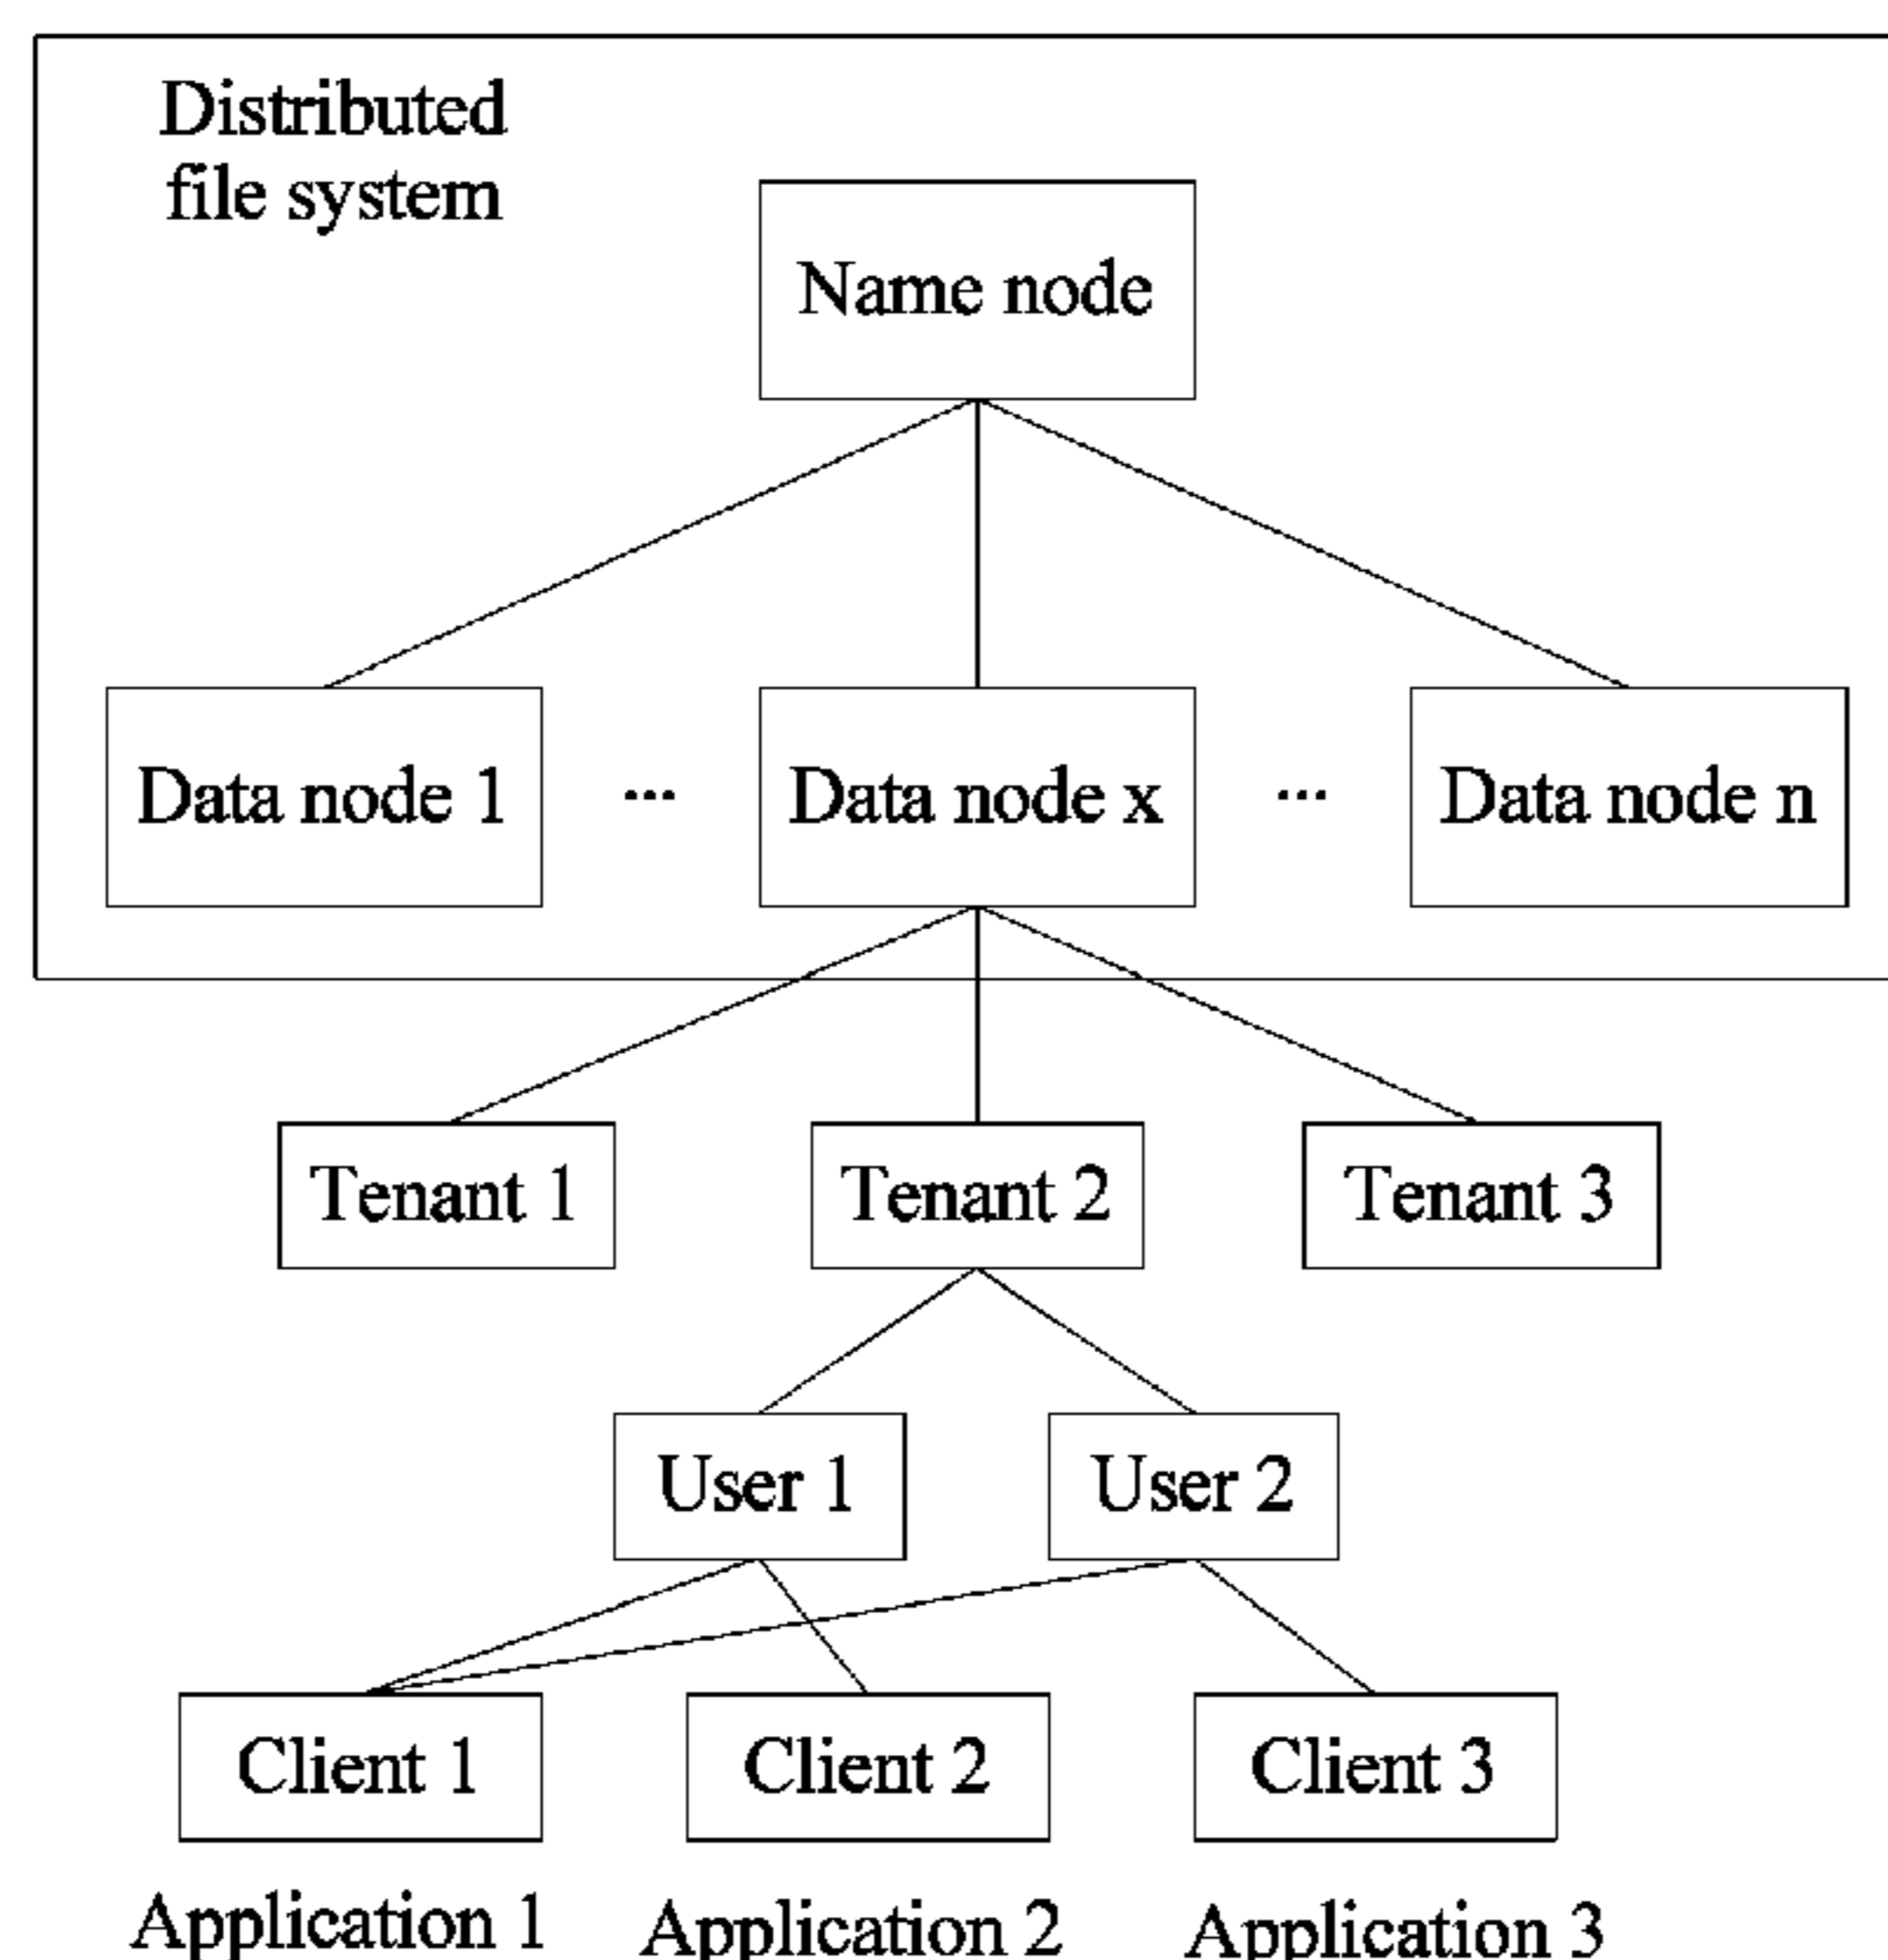 Distributed
file system
Name node
Data node 1 ... Data node x ... Data node n
Tenant 1 Tenant 2 Tenant 3
User 1 User 2
Client 1 Client 2 Client 3
Application 1 Application 2 Application 3